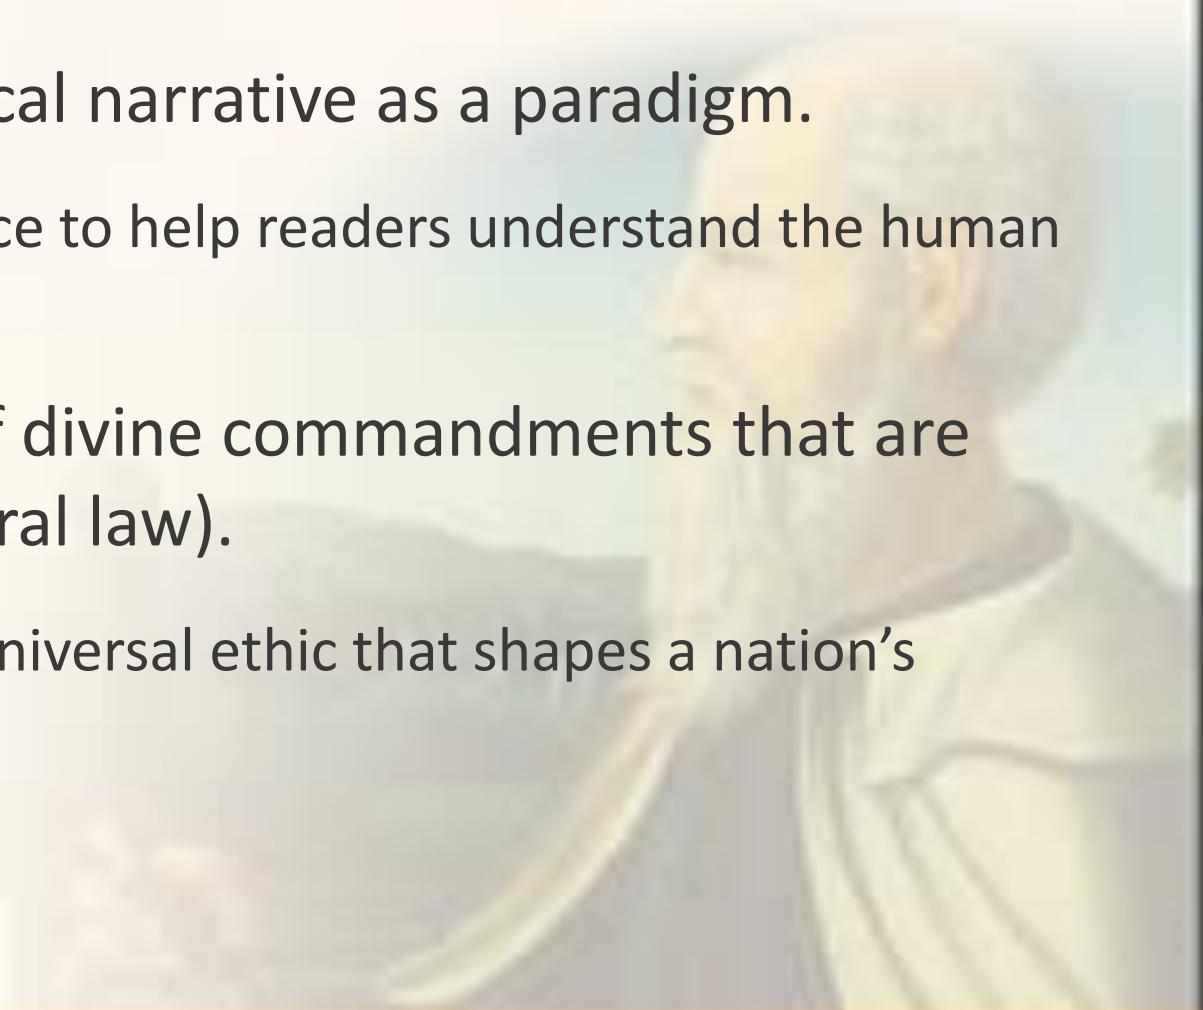 cal narrative as a paradigm.
ce to help readers understand the human
f divine commandments that are
ral law).
niversal ethic that shapes a nation’s